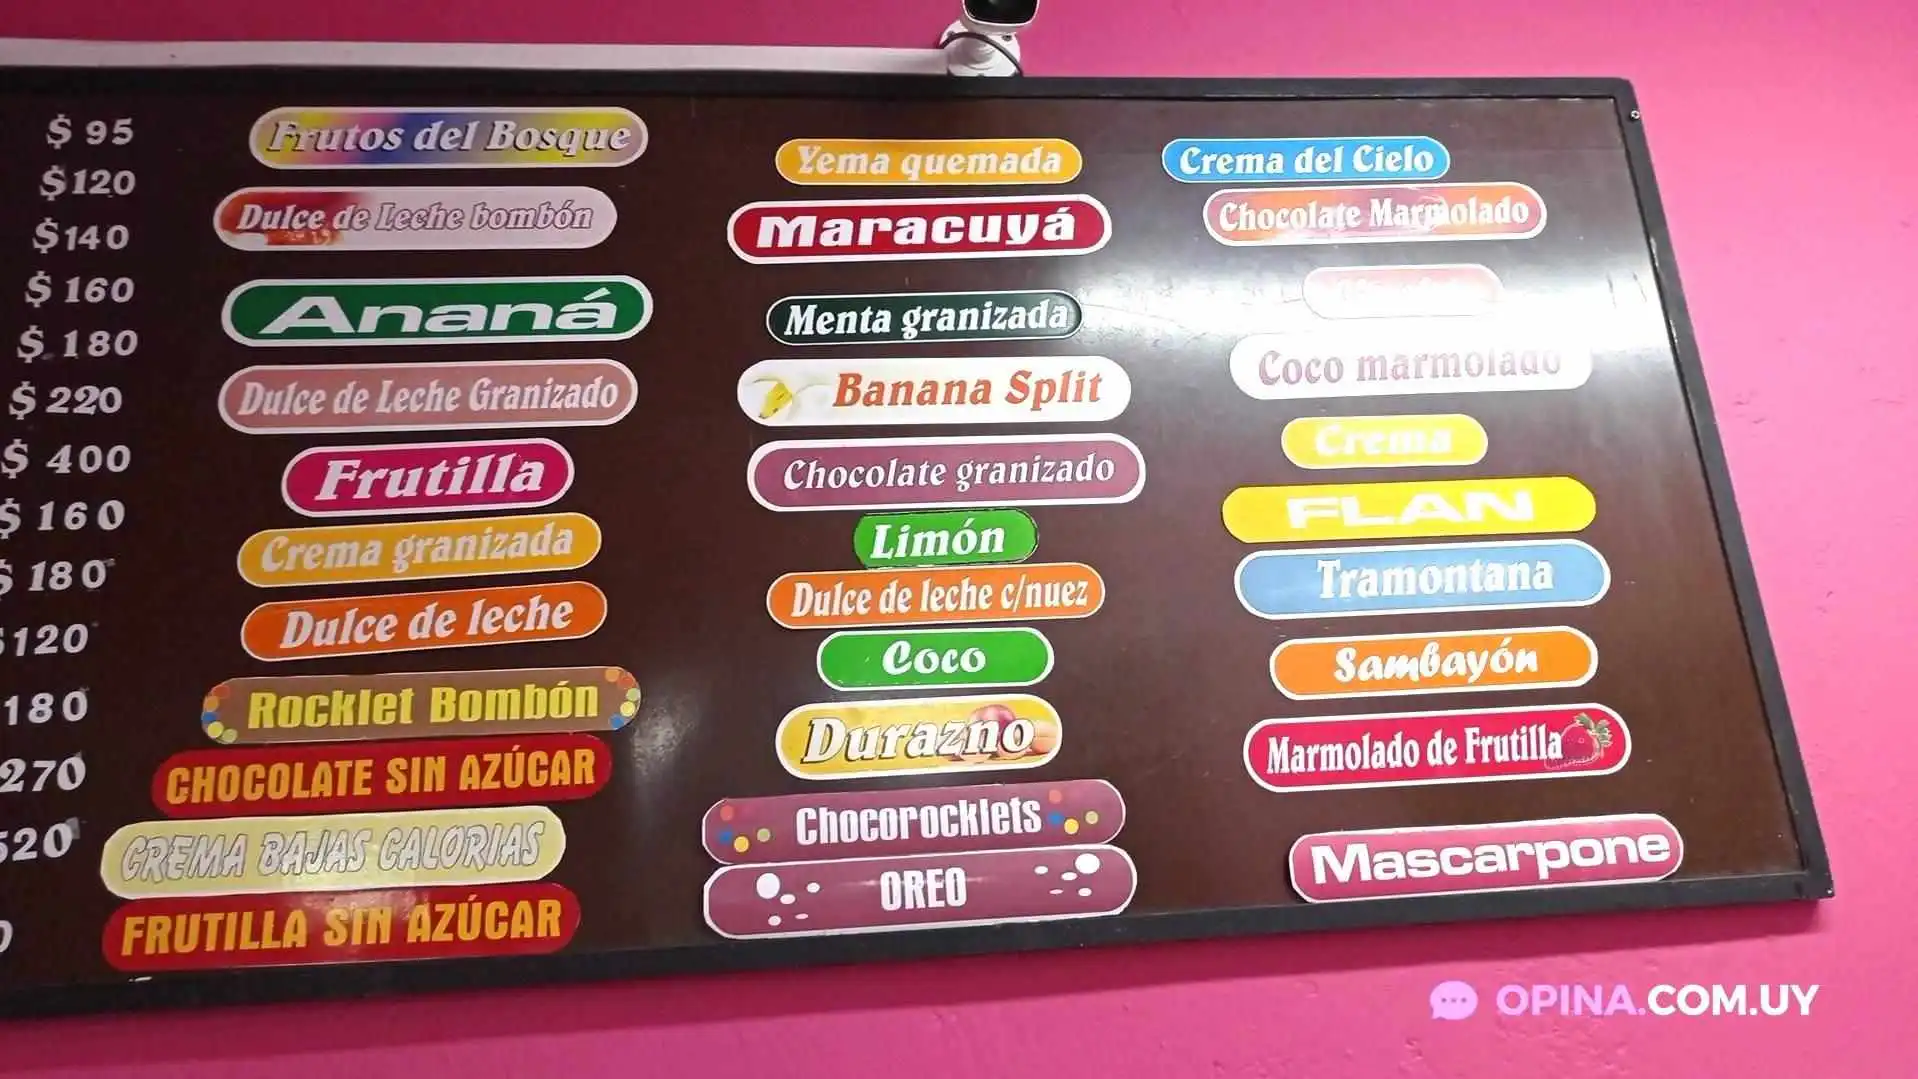 $ 95
$120
$140
$ 160
$ 180
$ 220
$ 400
$ 160
$ 180
$120
180
270
520
0
Frutos del Bosque
Dulce de Leche bombón
Ananá
Dulce de Leche Granizado
Frutilla
Crema granizada
Dulce de leche
Rocklet Bombón
CHOCOLATE SIN AZÚCAR
CREMA BAJAS CALORIAS
FRUTILLA SIN AZÚCAR
Yema quemada
Maracuyá
Menta granizada
Banana Split
Chocolate granizado
Limón
Dulce de leche c/nuez
Coco
Durazno
Chocorocklets
OREO
Crema del Cielo
Chocolate Marmolado
Coco marmolado
Crema
FLAN
Tramontana
Sambayón
Marmolado de Frutilla
Mascarpone
OPINA.COM.UY